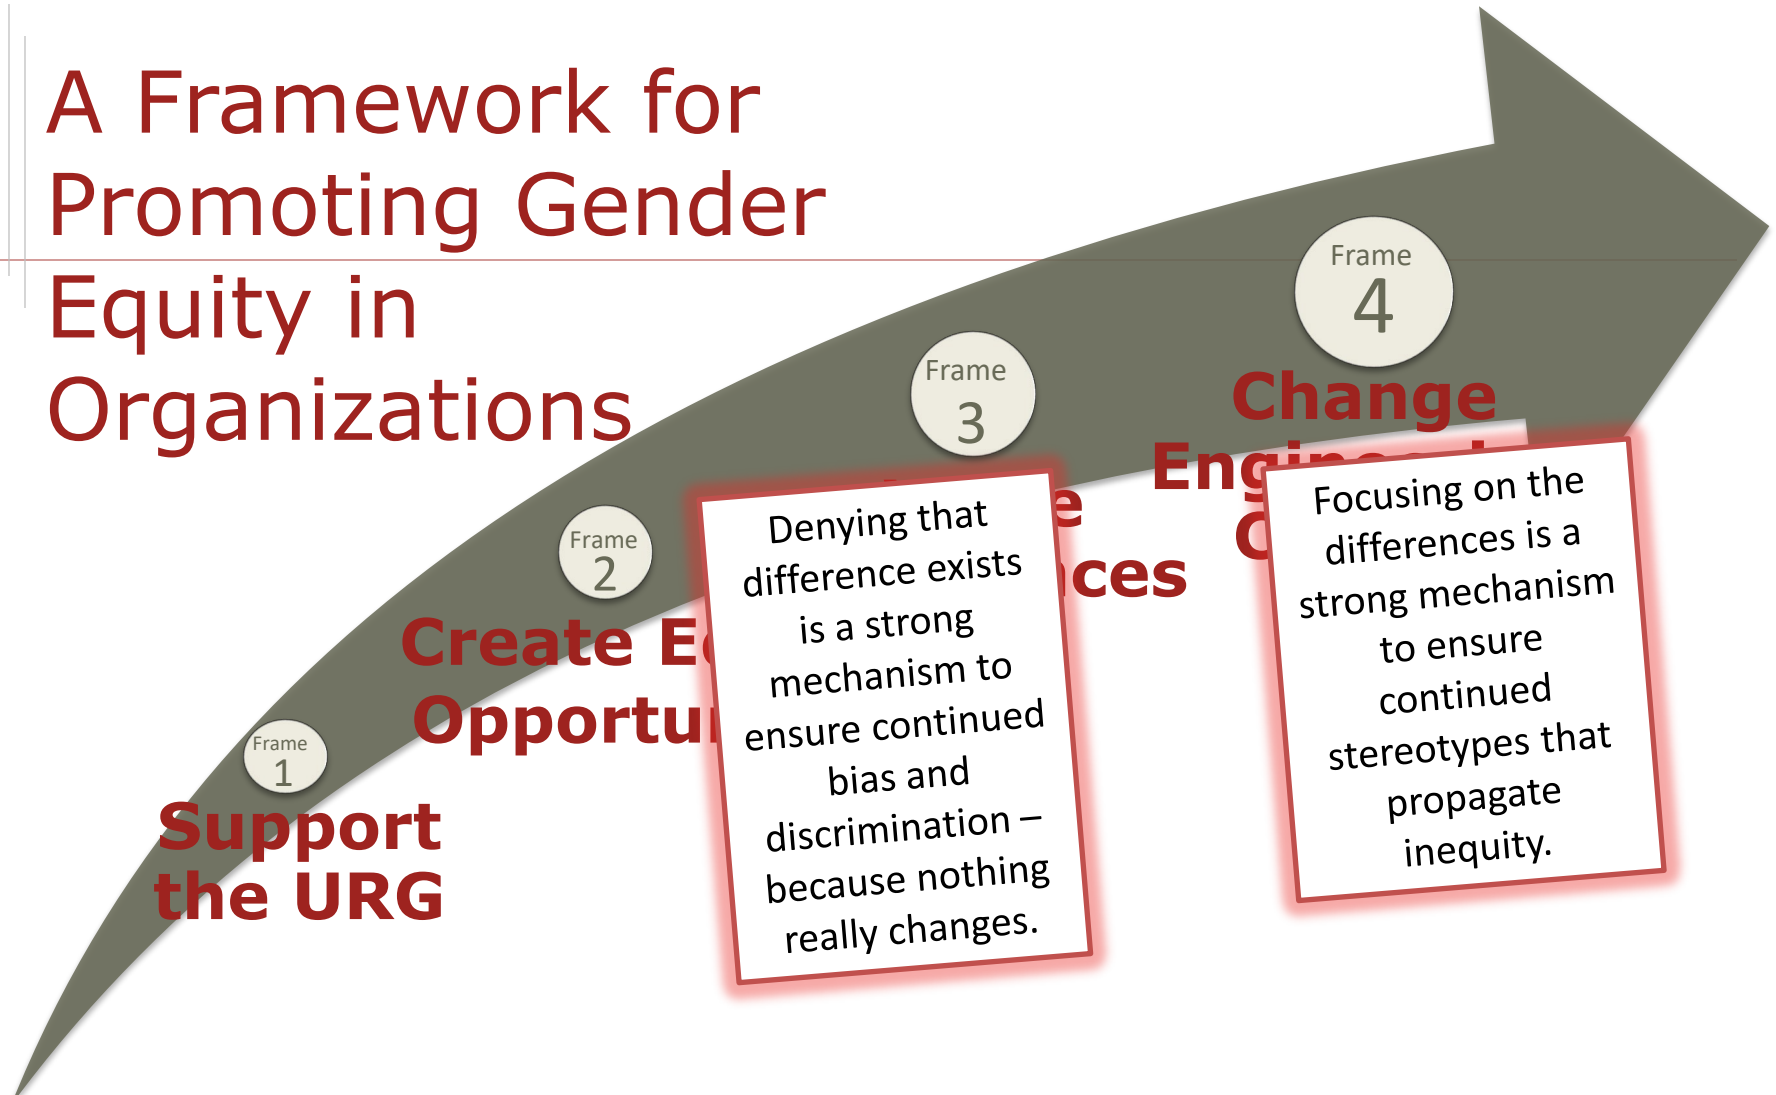 A Framework for
Promoting Gender
Equity in
Organizations
Frame
1
Support
the URG
Frame
2
Create
Frame
3
Denying that
difference exists
is a strong
mechanism to
ensure continued
bias and
discrimination –
because nothing
really changes.
Frame
4
Change
Focusing on the
differences is a
strong mechanism
to ensure
continued
stereotypes that
propagate
inequity.